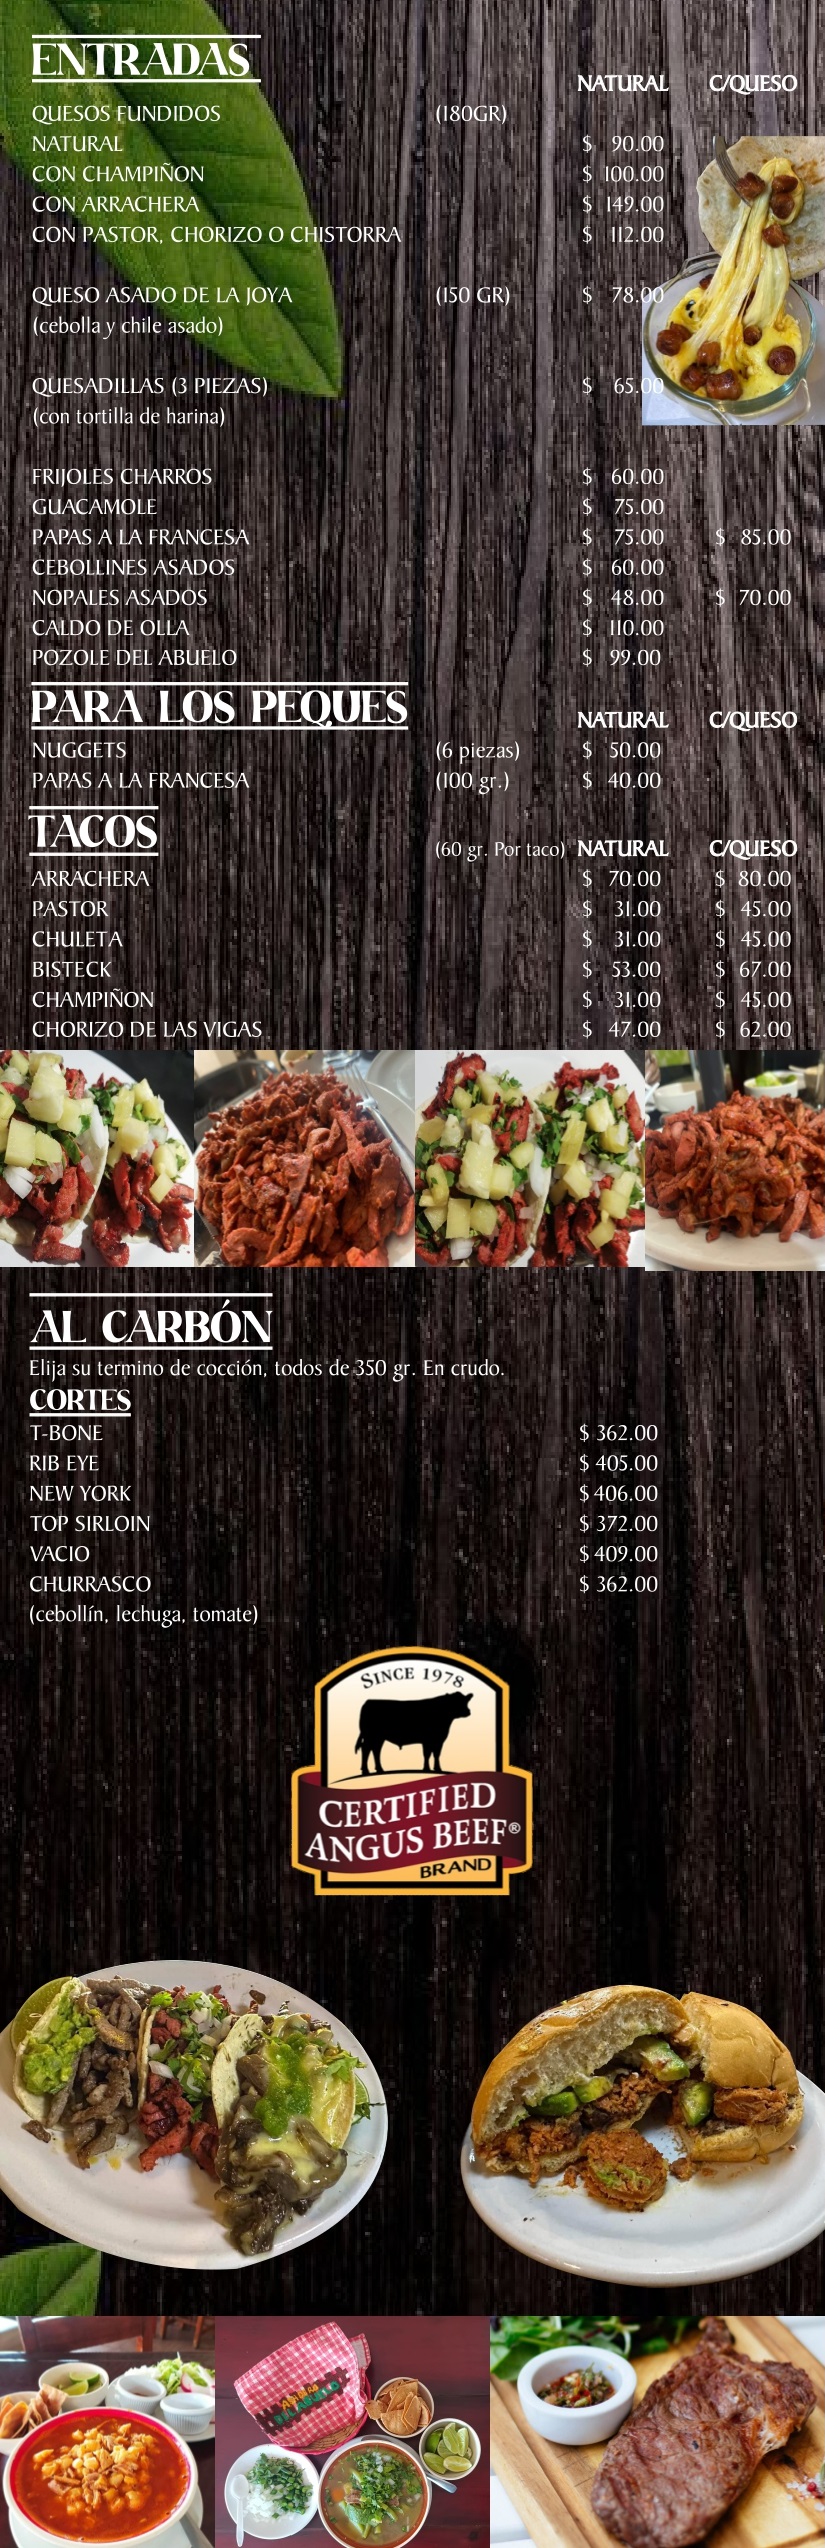 ENTRADAS
NATURAL C/QUESO
QUESOS FUNDIDOS (180GR)
NATURAL $ 90.00
CON CHAMPIÑON $ 100.00
CON ARRACHERA $ 149.00
CON PASTOR, CHORIZO O CHISTORRA $ 112.00
QUESO ASADO DE LA JOYA (150 GR) $ 78.00
(cebolla y chile asado)
QUESADILLAS (3 PIEZAS) $ 65.00
(con tortilla de harina)
FRIJOLES CHARROS $ 60.00
GUACAMOLE $ 75.00
PAPAS A LA FRANCESA $ 75.00 $ 85.00
CEBOLLINES ASADOS $ 60.00
NOPALES ASADOS $ 48.00 $ 70.00
CALDO DE OLLA $ 110.00
POZOLE DEL ABUELO $ 99.00
PARA LOS PEQUES NATURAL C/QUESO
NUGGETS (6 piezas) $ 50.00
PAPAS A LA FRANCESA (100 gr.) $ 40.00
TACOS (60 gr. Por taco) NATURAL C/QUESO
ARRACHERA $ 70.00 $ 80.00
PASTOR $ 31.00 $ 45.00
CHULETA $ 31.00 $ 45.00
BISTECK $ 53.00 $ 67.00
CHAMPIÑON $ 31.00 $ 45.00
CHORIZO DE LAS VIGAS $ 47.00 $ 62.00
AL CARBÓN
Elija su termino de cocción, todos de 350 gr. En crudo.
CORTES
T-BONE $ 362.00
RIB EYE $ 405.00
NEW YORK $ 406.00
TOP SIRLOIN $ 372.00
VACIO $ 409.00
CHURRASCO $ 362.00
(cebollín, lechuga, tomate)
SINCE 1978
CERTIFIED
ANGUS BEEF®
BRAND